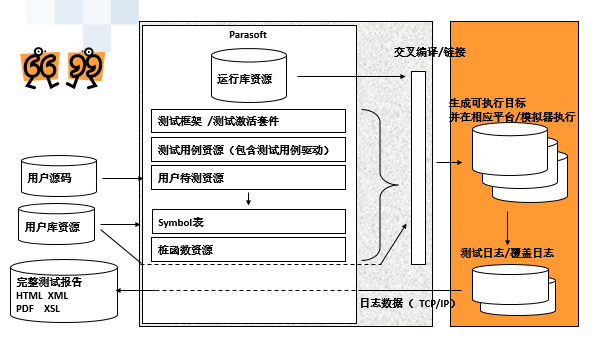 Parasoft
交叉编译/链接
运行库资源
生成可执行目标
并在相应平台/模拟器执行
测试框架 /测试激活套件
测试用例资源（包含测试用例驱动）
用户源码
用户待测资源
用户库资源
Symbol表
桩函数资源
测试日志/覆盖日志
完整测试报告
HTML XML
PDF XSL
日志数据（ TCP/IP）